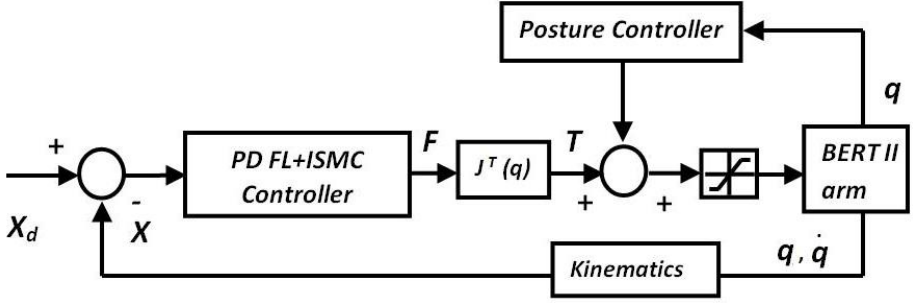 Posture Controller
q
+
PD FL+ISMC
Controller
F
J^T (q)
T
BERT II
arm
-
+
+
X_d
X
q, q̇
Kinematics